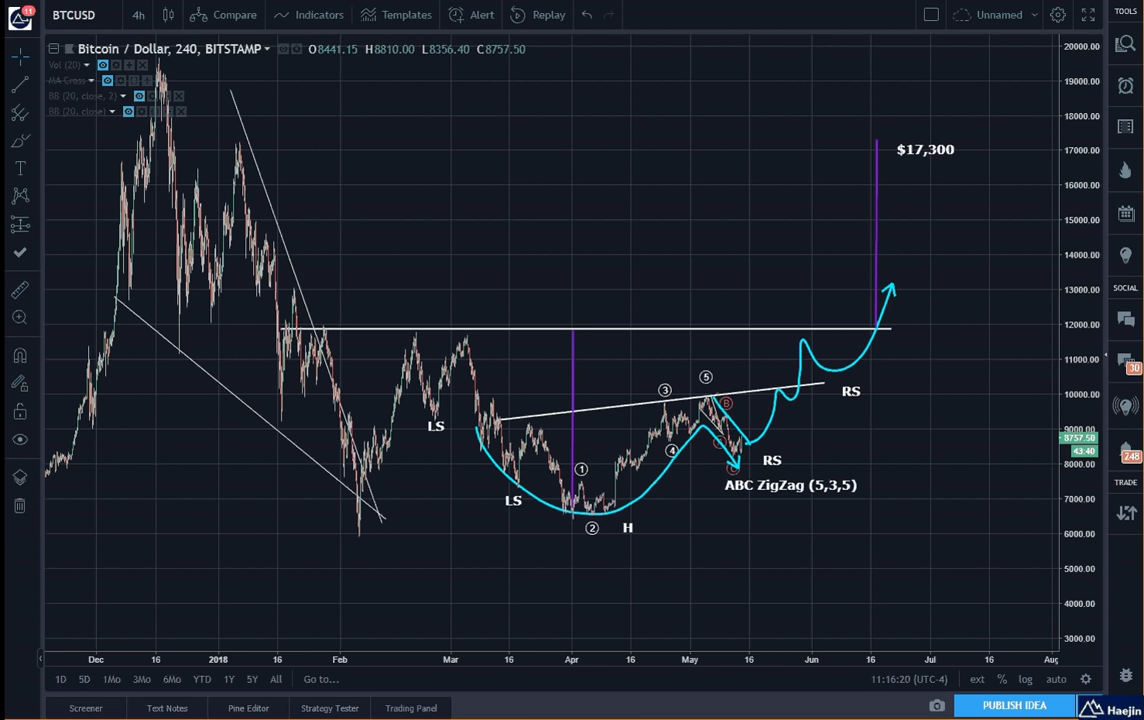 11
BTCUSD 4h Compare Indicators Templates Alert Replay Unnamed
TOOLS
Bitcoin / Dollar, 240, BITSTAMP O8441.15 H8810.00 L8356.40 C8757.50
Vol (20)
MA Cross
BB (20, close, 2)
BB (20, close)
20000.00
19000.00
18000.00
17000.00
16000.00
15000.00
14000.00
13000.00
12000.00
11000.00
10000.00
9000.00
8757.50
43.40
8000.00
7000.00
6000.00
5000.00
4000.00
3000.00
$17,300
SOCIAL
30
248
TRADE
LS
LS
1
2
H
3
4
5
B
C
RS
RS
ABC ZigZag (5,3,5)
Dec 16 2018 16 Feb Mar 16 Apr 16 May 16 Jun 16 Jul 16 Aug
1D 5D 1Mo 3Mo 6Mo YTD 1Y 5Y All Go to... 11:16:20 (UTC-4) ext % log auto
Screener Text Notes Pine Editor Strategy Tester Trading Panel PUBLISH IDEA Haejin